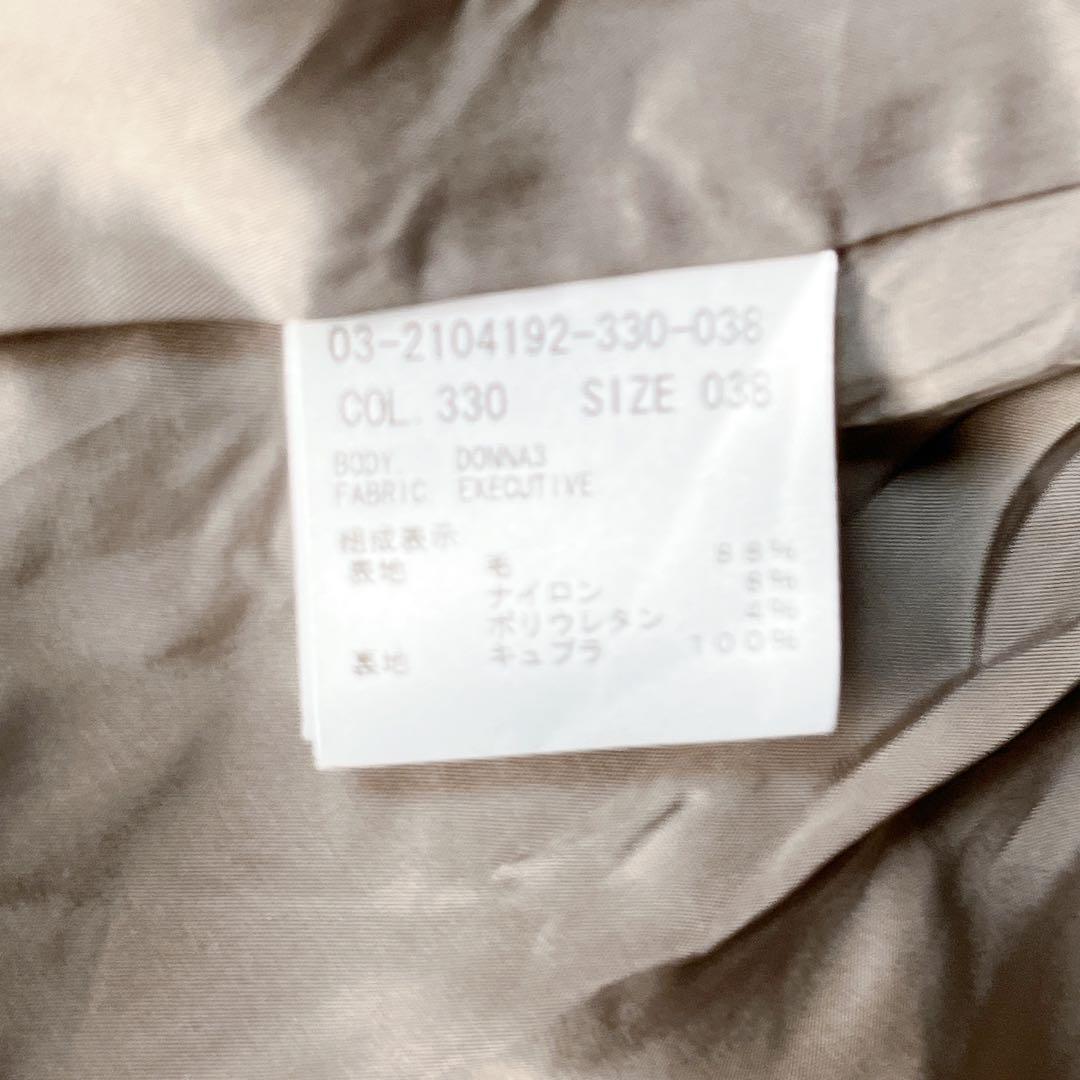 03-2104192-330-038
COL. 330 SIZE 038
BODY. DONNA3
FABRIC EXECUTIVE
組成表示
表地 毛 88%
ナイロン 8%
ポリウレタン 4%
表地 キュプラ 100%